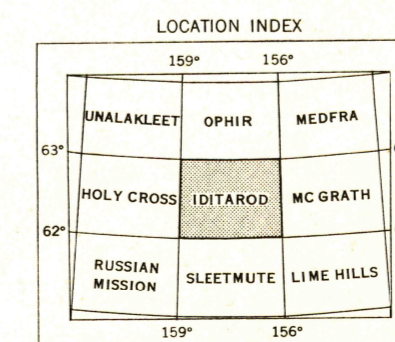 LOCATION INDEX
159° 156°
UNALAKLEET OPHIR MEDFRA
63°
HOLY CROSS IDITAROD MC GRATH
62°
RUSSIAN MISSION SLEETMUTE LIME HILLS
159° 156°